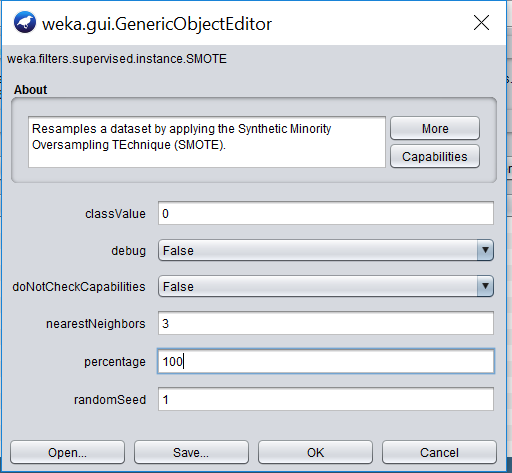 weka.gui.GenericObjectEditor
weka.filters.supervised.instance.SMOTE
About
Resamples a dataset by applying the Synthetic Minority
Oversampling TEchnique (SMOTE).
More
Capabilities
classValue 0
debug False
doNotCheckCapabilities False
nearestNeighbors 3
percentage 100
randomSeed 1
Open... Save... OK Cancel